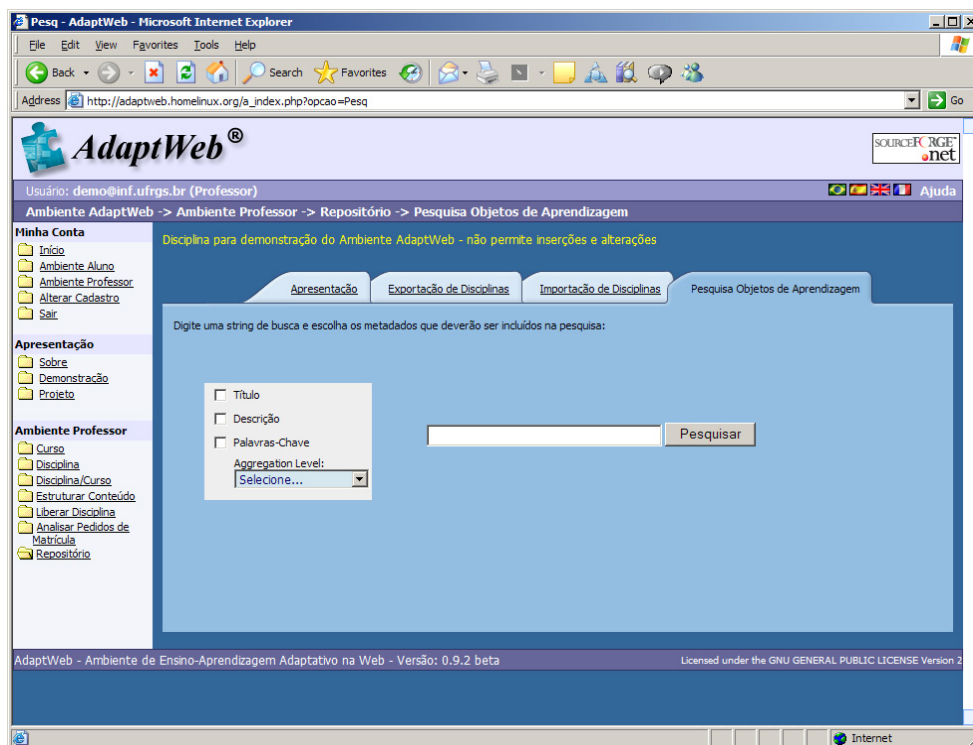 Pesq - AdaptWeb - Microsoft Internet Explorer
File Edit View Favorites Tools Help
Back Search Favorites
Address http://adaptweb.homelinux.org/a_index.php?opcao=Pesq Go
AdaptWeb®
SOURCEFORGE
.net
Usuário: demo@inf.ufrgs.br (Professor) Ajuda
Ambiente AdaptWeb -> Ambiente Professor -> Repositório -> Pesquisa Objetos de Aprendizagem
Minha Conta
Início
Ambiente Aluno
Ambiente Professor
Alterar Cadastro
Sair
Apresentação
Sobre
Demonstracão
Projeto
Ambiente Professor
Curso
Disciplina
Disciplina/Curso
Estruturar Conteúdo
Liberar Disciplina
Analisar Pedidos de
Matrícula
Repositório
Disciplina para demonstração do Ambiente AdaptWeb - não permite inserções e alterações
Apresentação Exportacão de Disciplinas Importacão de Disciplinas Pesquisa Objetos de Aprendizagem
Digite uma string de busca e escolha os metadados que deverão ser incluídos na pesquisa:
Título
Descrição
Palavras-Chave
Aggregation Level:
Selecione...
Pesquisar
AdaptWeb - Ambiente de Ensino-Aprendizagem Adaptativo na Web - Versão: 0.9.2 beta
Licensed under the GNU GENERAL PUBLIC LICENSE Version 2
Internet